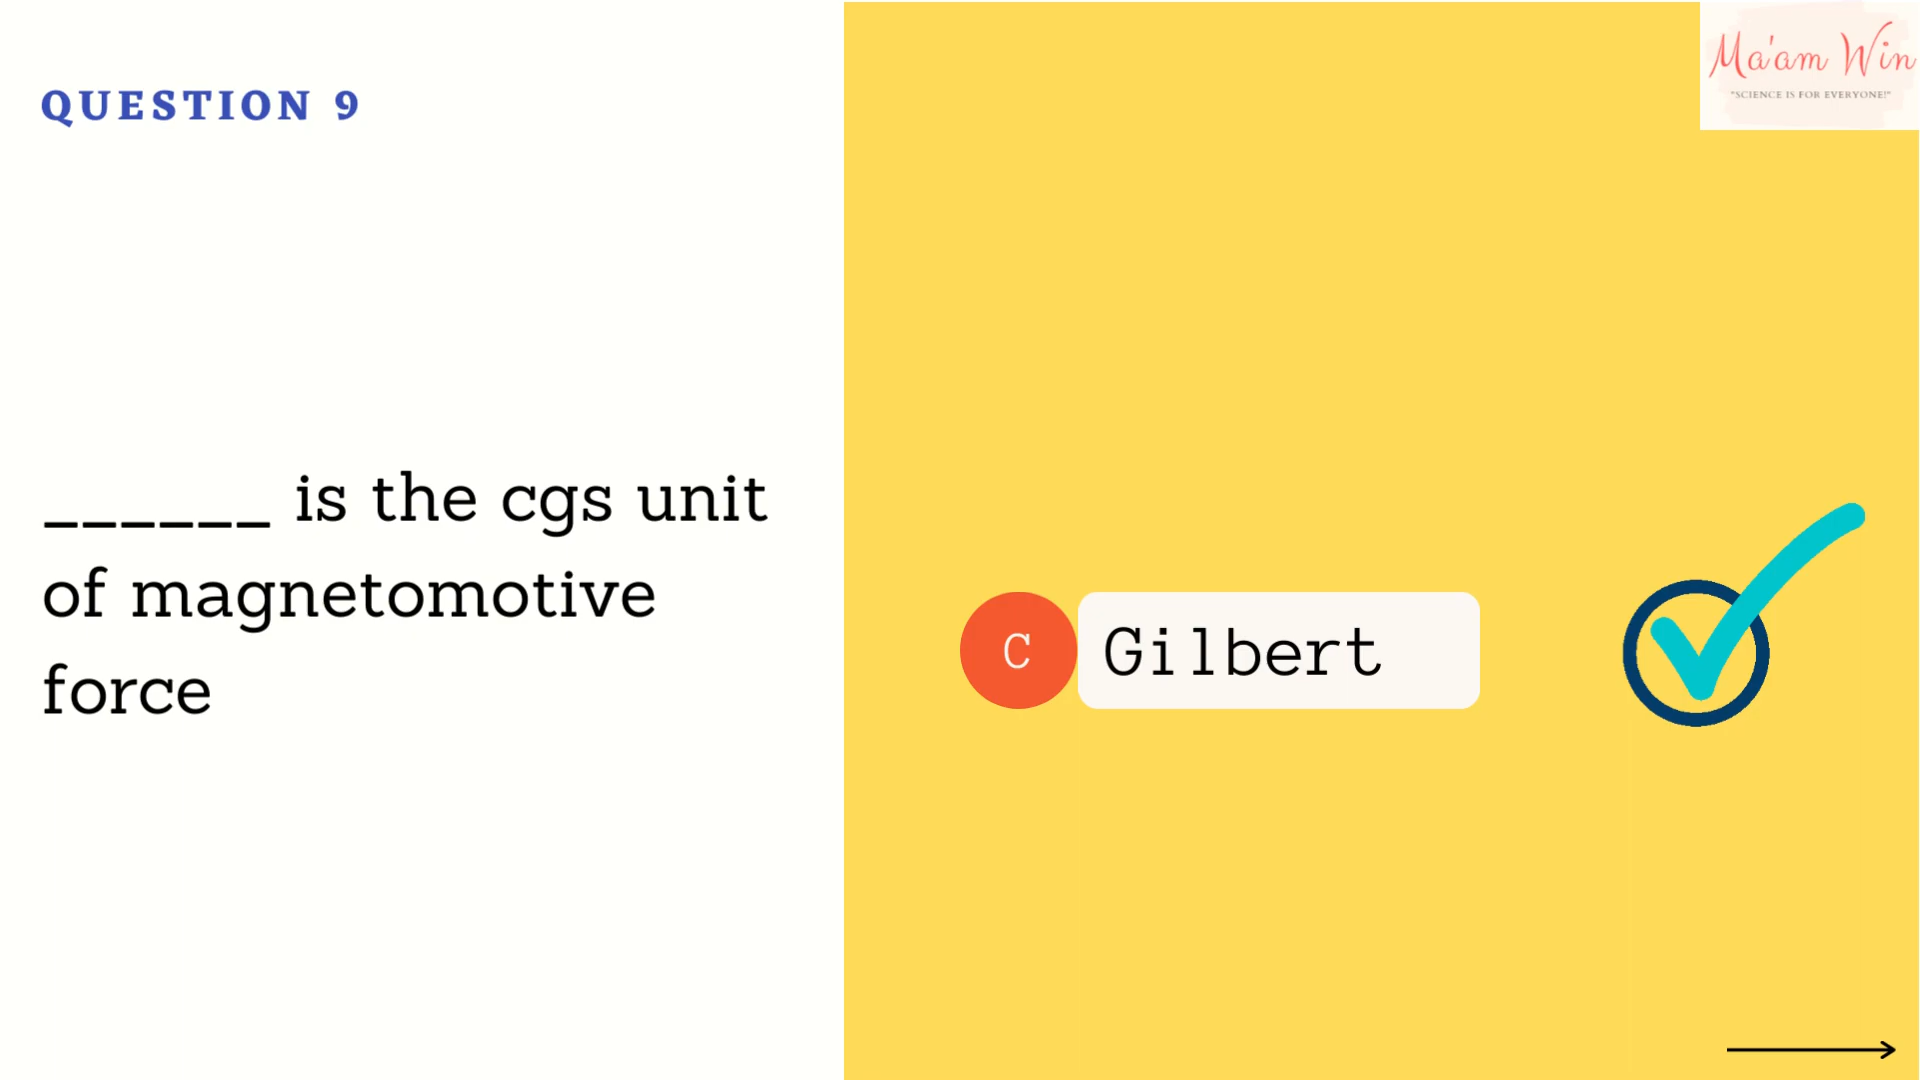 Ma'am Win
"SCIENCE IS FOR EVERYONE!"
QUESTION 9
______ is the cgs unit
of magnetomotive
force
C
Gilbert